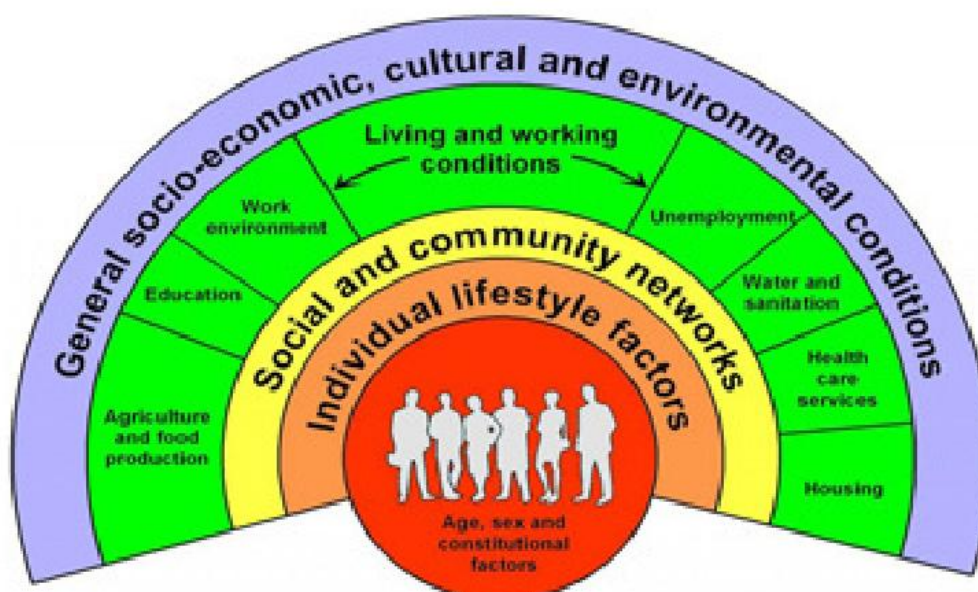 General socio-economic, cultural and environmental conditions
Living and working
conditions
Work
environment
Unemployment
Education
Water and
sanitation
Agriculture
and food
production
Health
care
services
Housing
Social and community networks
Individual lifestyle factors
Age, sex and
constitutional
factors